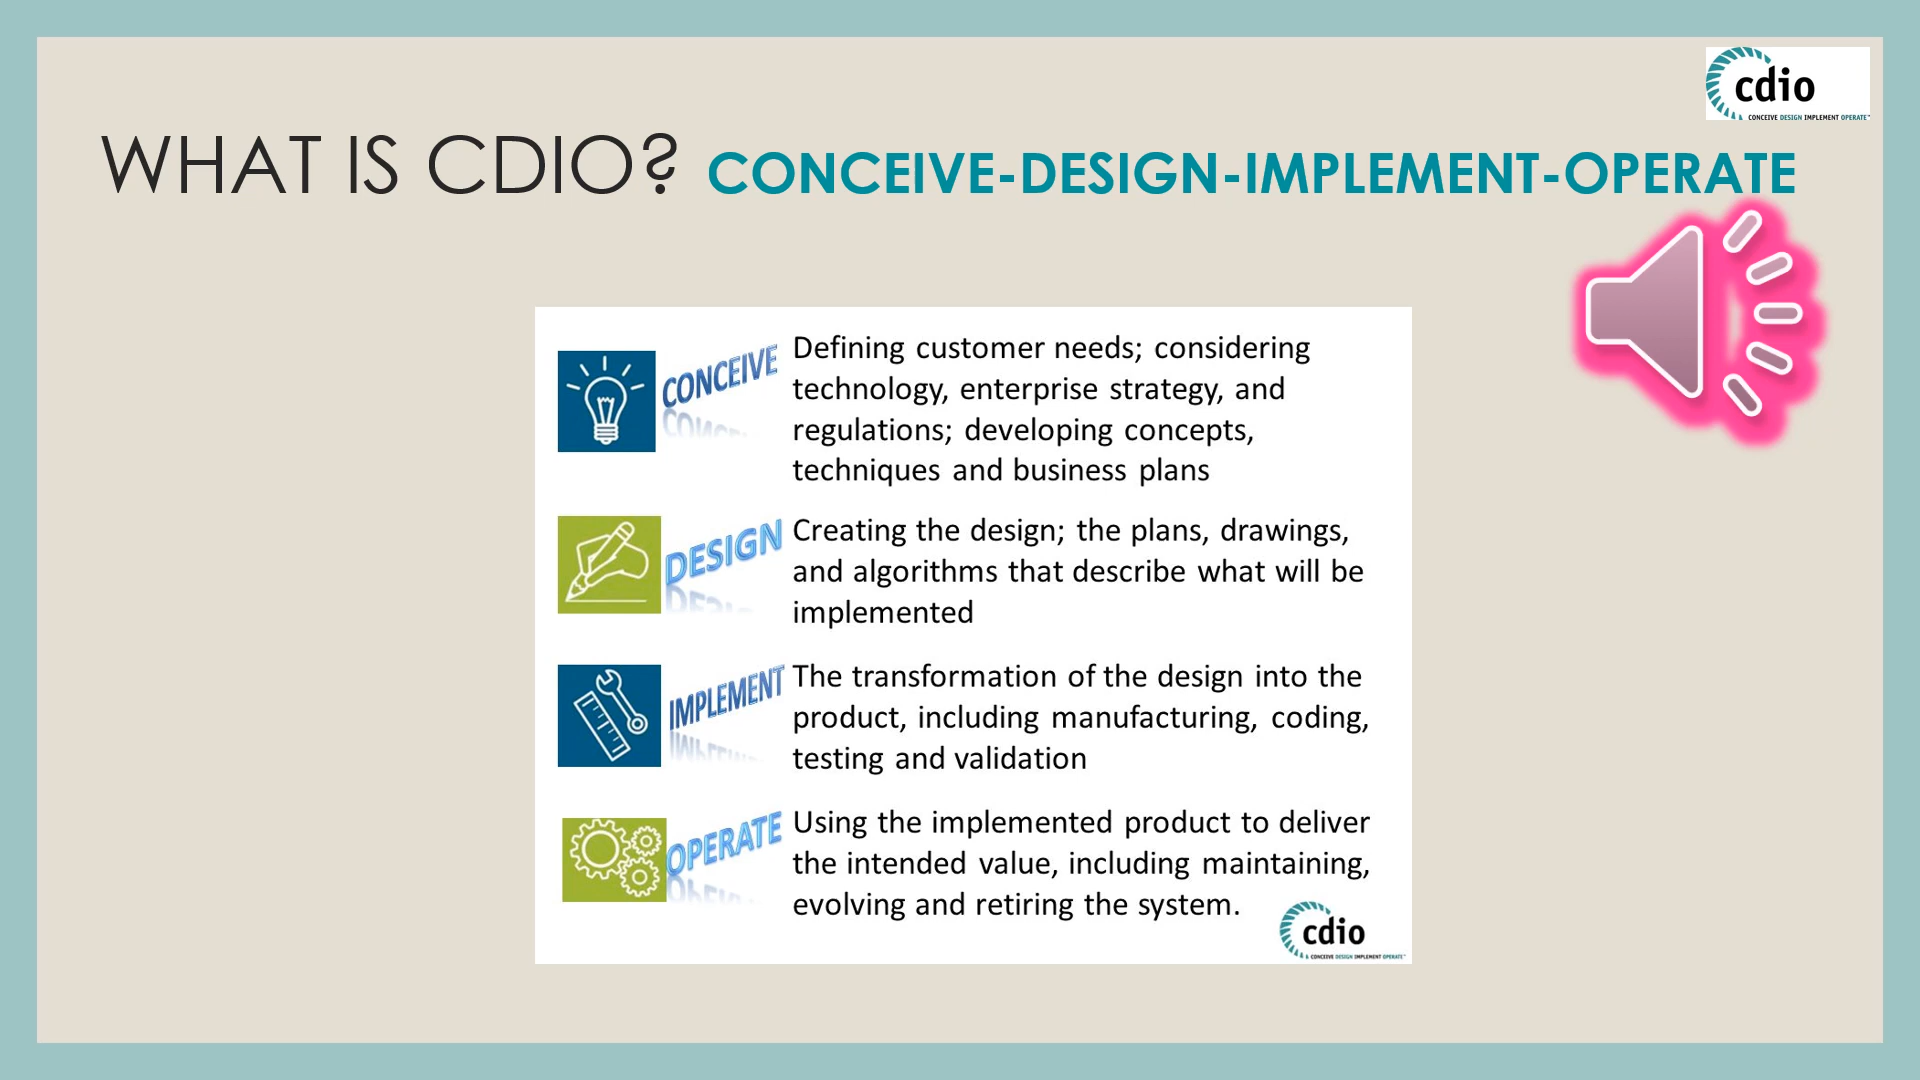 cdio
CONCEIVE DESIGN IMPLEMENT OPERATE
WHAT IS CDIO? CONCEIVE-DESIGN-IMPLEMENT-OPERATE
CONCEIVE
Defining customer needs; considering
technology, enterprise strategy, and
regulations; developing concepts,
techniques and business plans
DESIGN
Creating the design; the plans, drawings,
and algorithms that describe what will be
implemented
IMPLEMENT
The transformation of the design into the
product, including manufacturing, coding,
testing and validation
OPERATE
Using the implemented product to deliver
the intended value, including maintaining,
evolving and retiring the system.
cdio
CONCEIVE DESIGN IMPLEMENT OPERATE